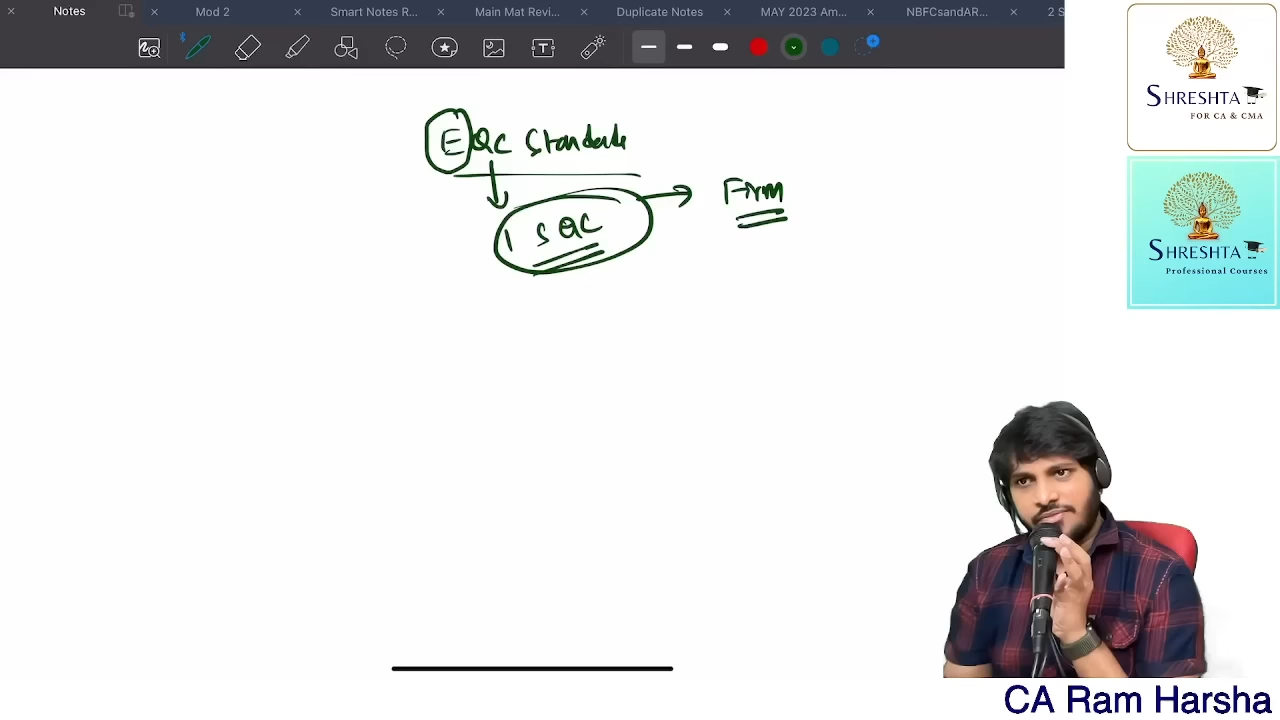 Notes
Mod 2
Smart Notes R...
Main Mat Revi...
Duplicate Notes
MAY 2023 Am...
NBFCsandAR...
2 S
T
SHRESHTA
FOR CA & CMA
SHRESHTA
Professional Courses
EQC Standards
1 SQC
Firm
CA Ram Harsha